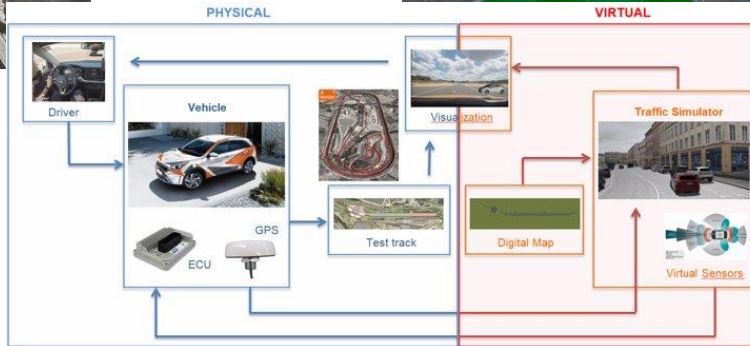 PHYSICAL
VIRTUAL
Driver
Vehicle
ECU
GPS
Test track
Visualization
Digital Map
Traffic Simulator
Virtual Sensors